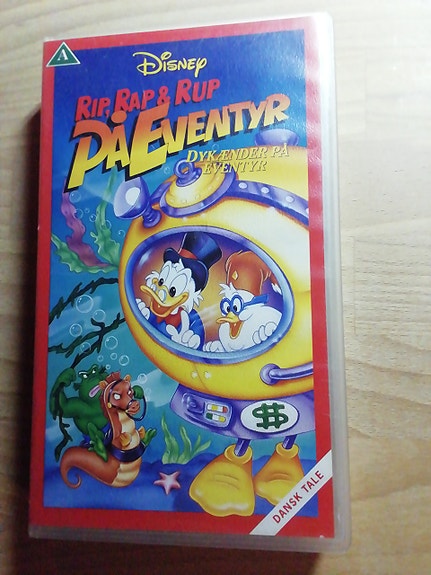 A
Disney
RIP, RAP & RUP
PÅ EVENTYR
DYKÆNDER PÅ
EVENTYR
$
DANSK TALE